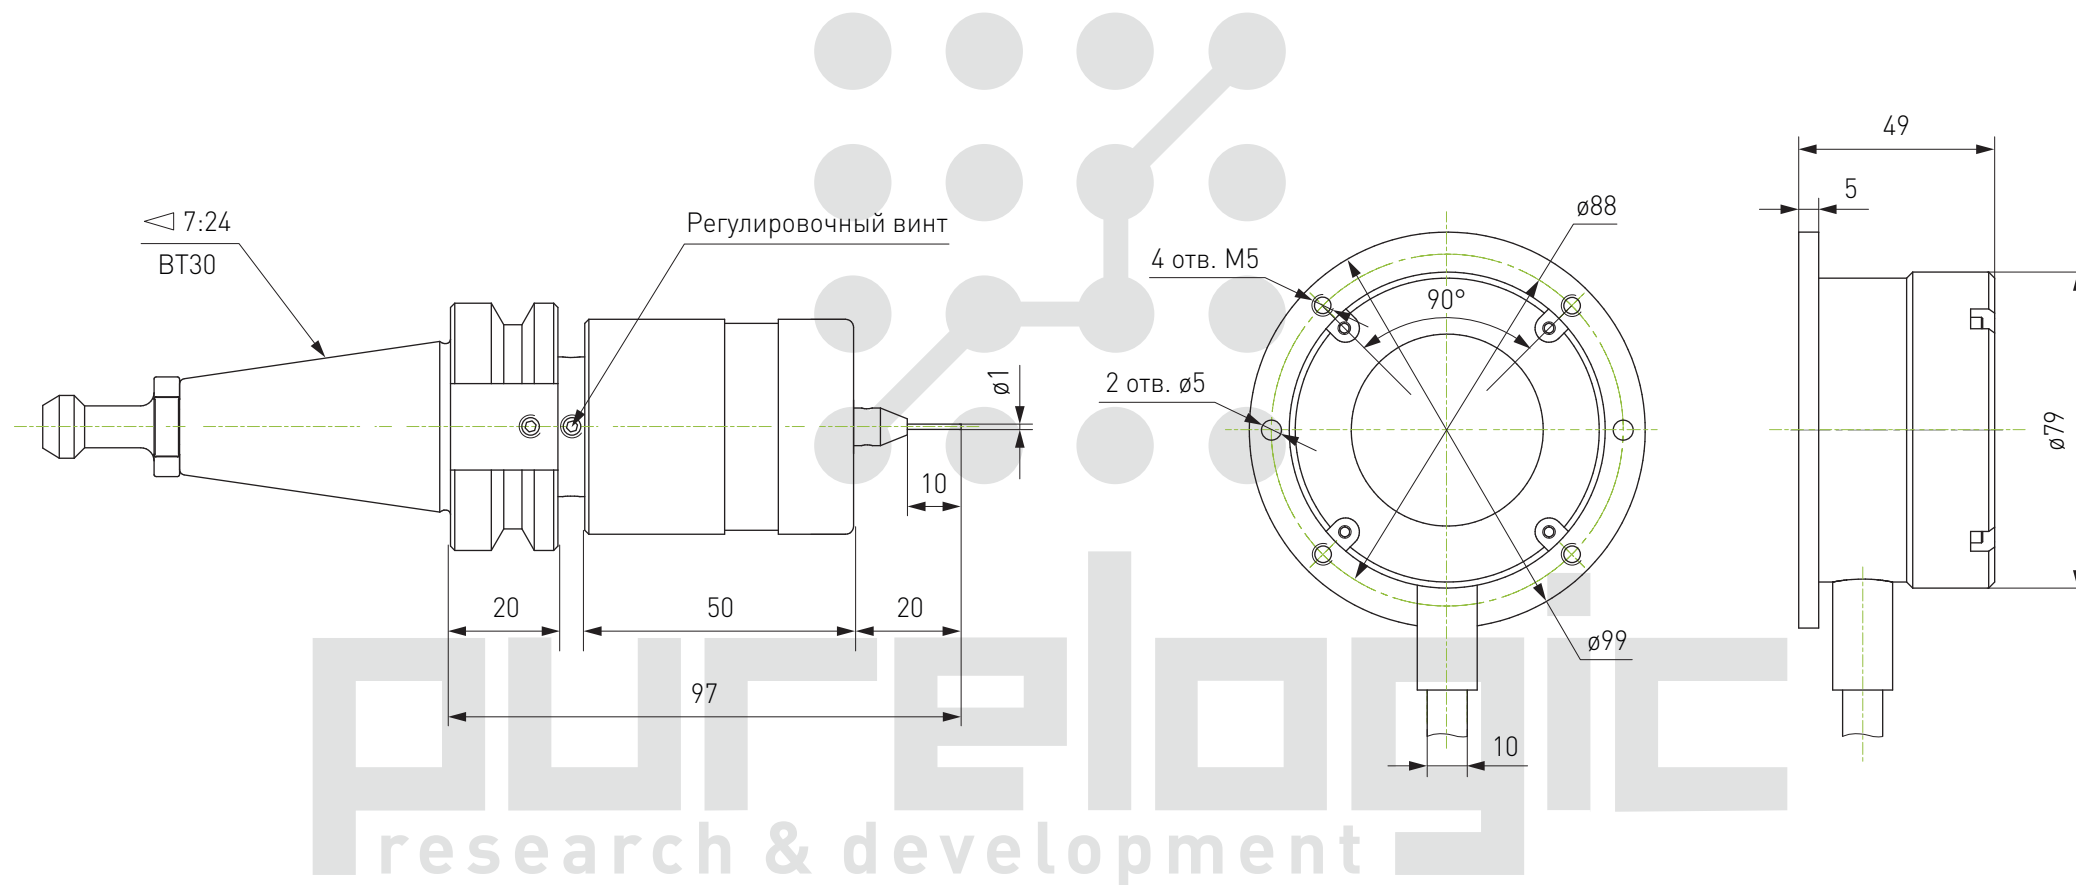 7:24
BT30
Регулировочный винт
ø1
10
20
50
20
97
4 отв. M5
2 отв. ø5
90°
ø88
ø99
10
49
5
ø79
purelogic
research & development